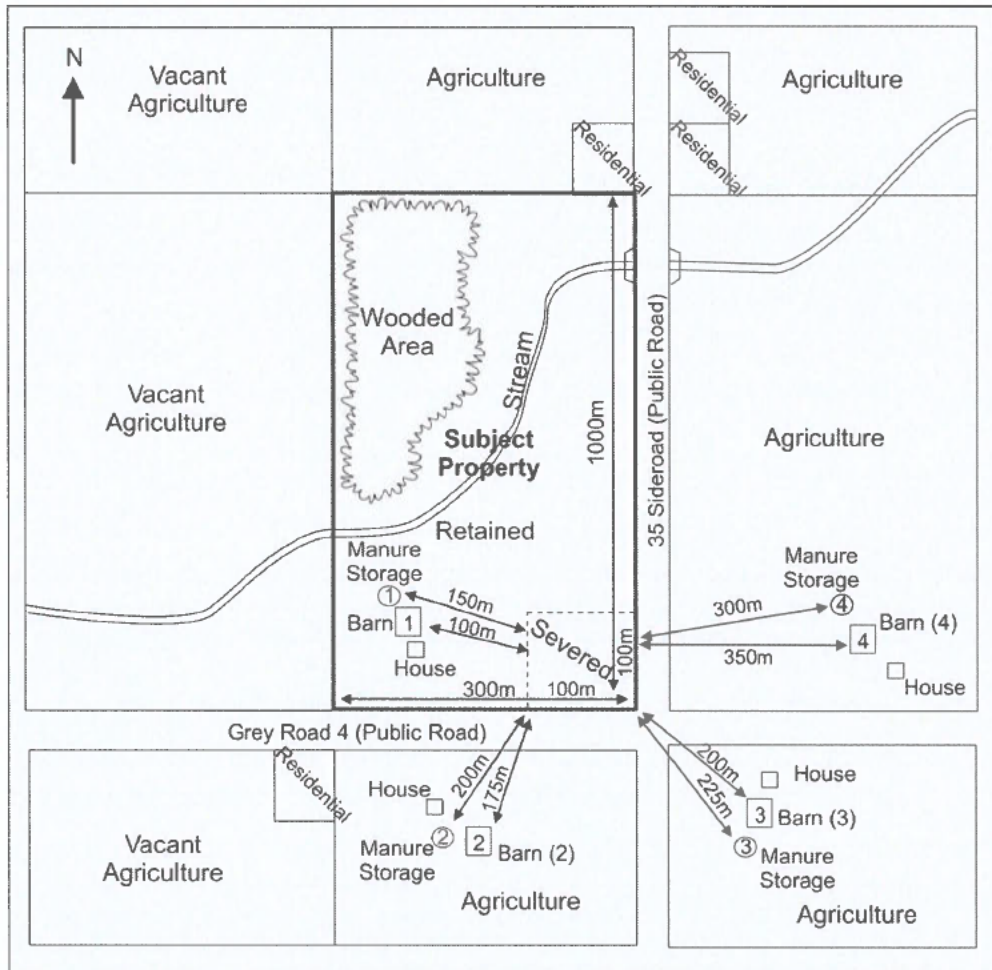 N
Vacant
Agriculture
Agriculture
Residential
Residential
Residential
Agriculture
Wooded
Area
Stream
Vacant
Agriculture
Subject
Property
Retained
1000m
35 Sideroad (Public Road)
Agriculture
Manure
Storage
1
150m
Barn
1
100m
House
Severed
100m
300m
100m
Manure
Storage
4
300m
Barn (4)
4
350m
House
Grey Road 4 (Public Road)
Residential
Vacant
Agriculture
House
200m
175m
2
2
Manure
Storage
Barn (2)
Agriculture
200m
225m
House
3
Barn (3)
3
Manure
Storage
Agriculture